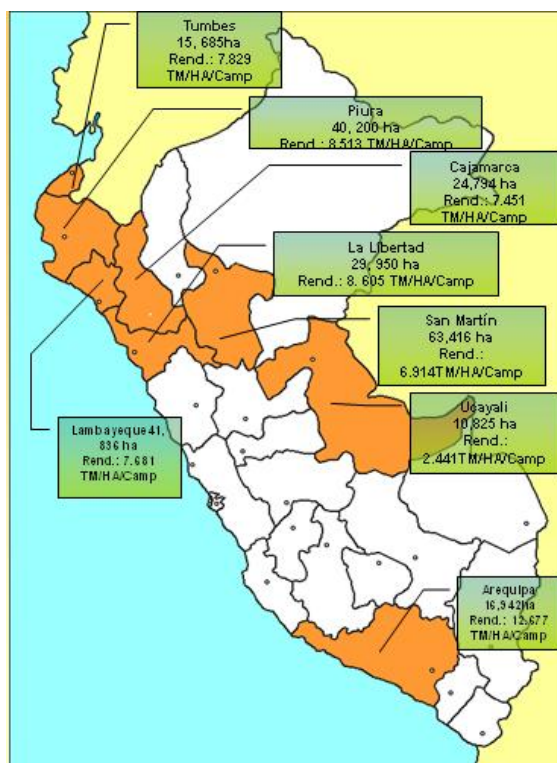 Tumbes
15, 685ha
Rend.: 7.829
TM/HA/Camp
Piura
40, 200 ha
Rend.: 8.513 TM/HA/Camp
Cajamarca
24,794 ha
Rend.: 7.451
TM/HA/Camp
La Libertad
29, 950 ha
Rend.: 8. 605 TM/HA/Camp
San Martín
63,416 ha
Rend.:
6.914TM/HA/Camp
Ucayali
10,825 ha
Rend.:
2.441TM/HA/Camp
Lambayeque41,
836 ha
Rend.: 7.681
TM/HA/Camp
Arequipa
16,942ha
Rend.: 12.677
TM/HA/Camp